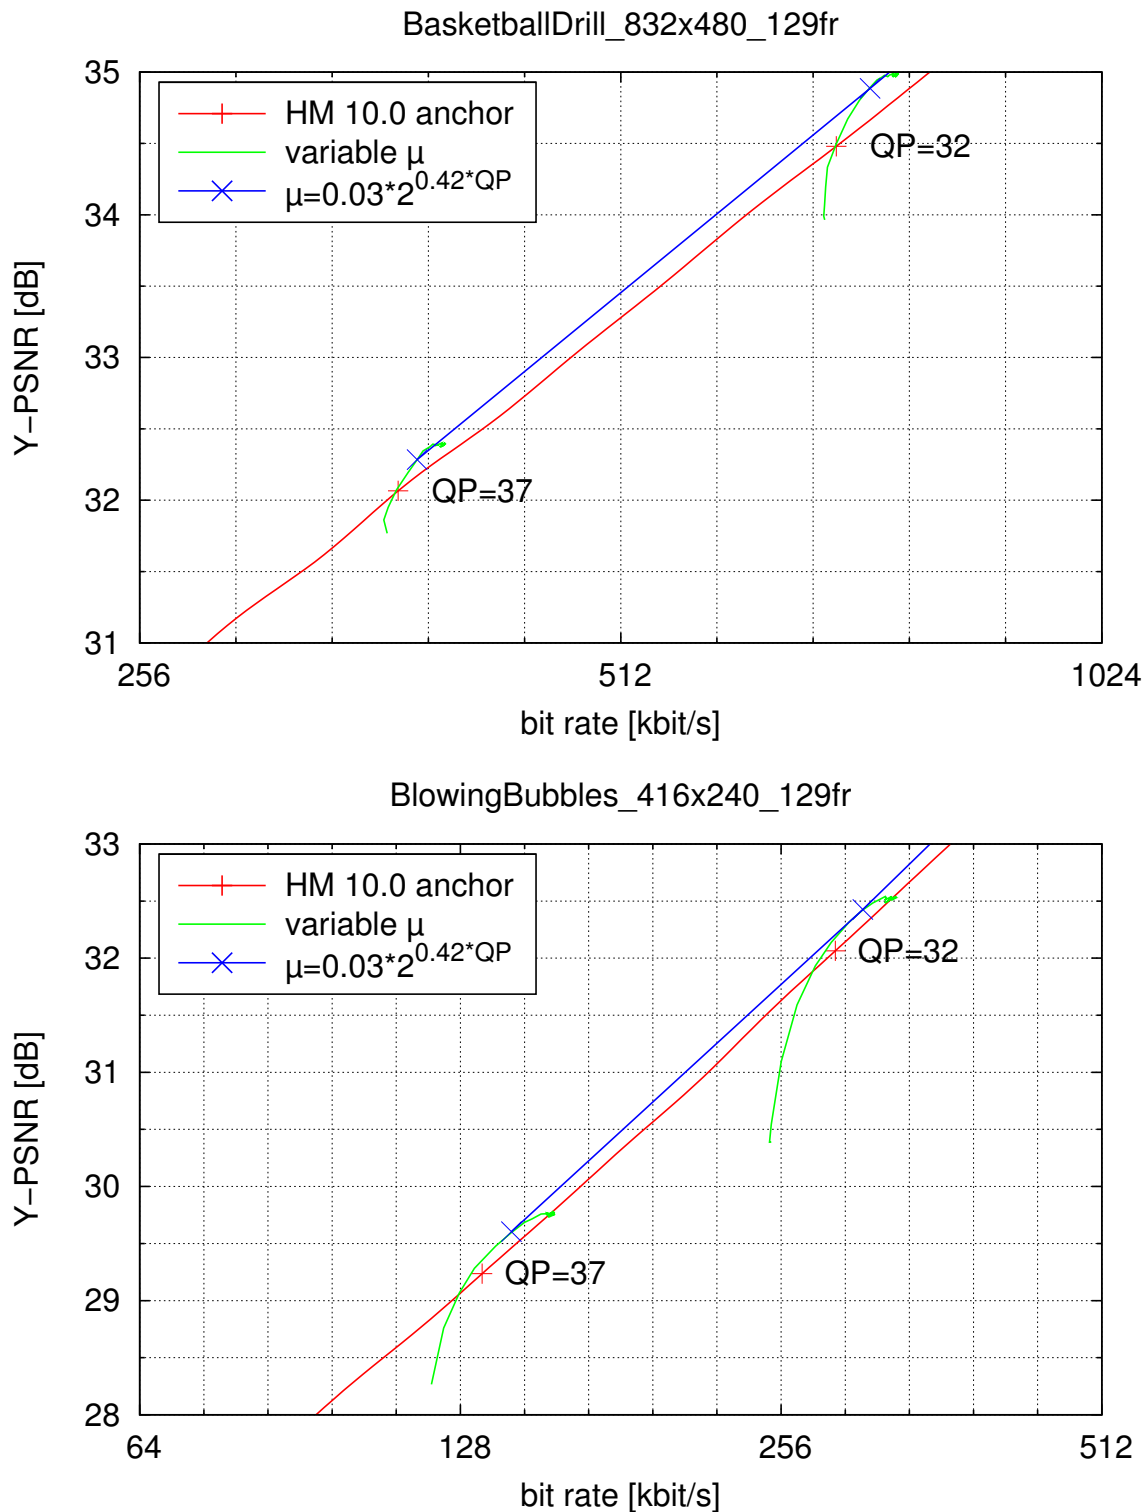 BasketballDrill_832x480_129fr
HM 10.0 anchor
variable μ
μ=0.03*2^0.42*QP
QP=32
QP=37
35
34
33
32
31
Y−PSNR [dB]
256
512
1024
bit rate [kbit/s]
BlowingBubbles_416x240_129fr
HM 10.0 anchor
variable μ
μ=0.03*2^0.42*QP
QP=32
QP=37
33
32
31
30
29
28
Y−PSNR [dB]
64
128
256
512
bit rate [kbit/s]